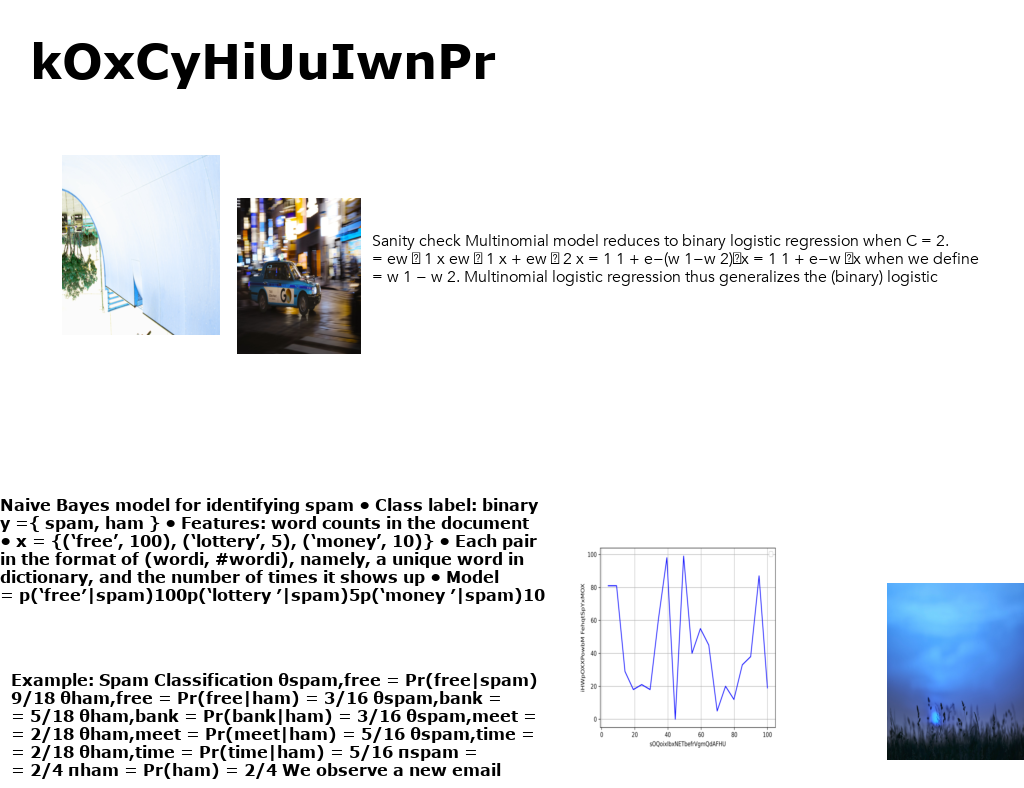 kOxCyHiUuIwnPr
Sanity check Multinomial model reduces to binary logistic regression when C = 2.
= ew 1 x ew 1 x + ew 2 x = 1 1 + e−(w 1−w 2) x = 1 1 + e−w x when we define
= w 1 − w 2. Multinomial logistic regression thus generalizes the (binary) logistic
Naive Bayes model for identifying spam • Class label: binary
y ={ spam, ham } • Features: word counts in the document
• x = {(‘free’, 100), (‘lottery’, 5), (‘money’, 10)} • Each pair
in the format of (wordi, #wordi), namely, a unique word in
dictionary, and the number of times it shows up • Model
= p(‘free’|spam)100p(‘lottery ’|spam)5p(‘money ’|spam)10
Example: Spam Classification θspam,free = Pr(free|spam)
9/18 θham,free = Pr(free|ham) = 3/16 θspam,bank =
= 5/18 θham,bank = Pr(bank|ham) = 3/16 θspam,meet =
= 2/18 θham,meet = Pr(meet|ham) = 5/16 θspam,time =
= 2/18 θham,time = Pr(time|ham) = 5/16 πspam =
= 2/4 πham = Pr(ham) = 2/4 We observe a new email
100
80
60
40
20
0
0 20 40 60 80 100